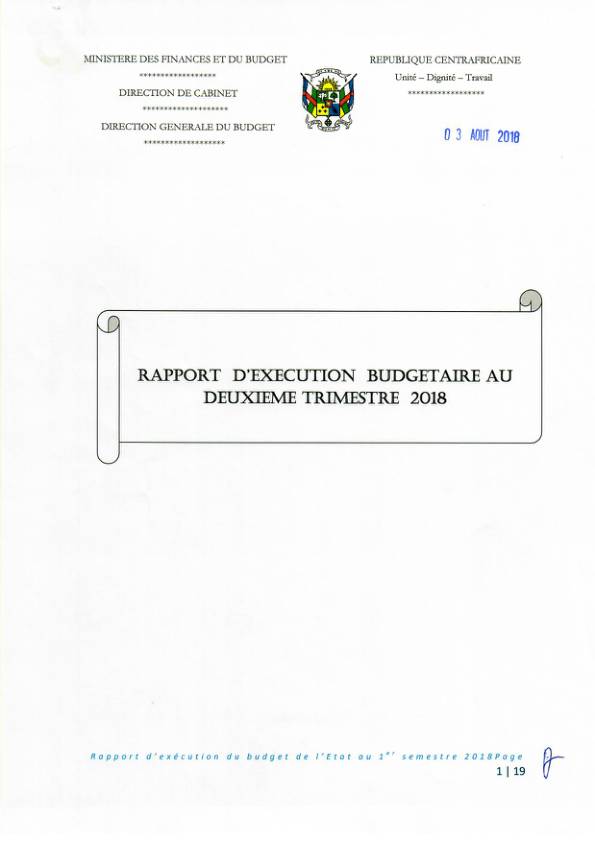 MINISTERE DES FINANCES ET DU BUDGET
******************
DIRECTION DE CABINET
********************
DIRECTION GENERALE DU BUDGET
*******************
REPUBLIQUE CENTRAFRICAINE
Unité – Dignité – Travail
******************
03 AOUT 2018
RAPPORT D'EXECUTION BUDGETAIRE AU
DEUXIEME TRIMESTRE 2018
Rapport d'exécution du budget de l'Etat au 1er semestre 2018Page
1 | 19